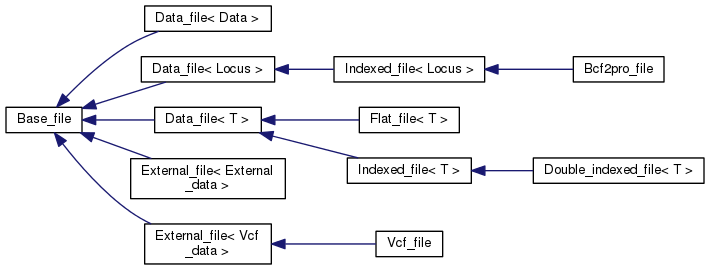 Data_file< Data >
Data_file< Locus >
Indexed_file< Locus >
Bcf2pro_file
Base_file
Data_file< T >
Flat_file< T >
Indexed_file< T >
Double_indexed_file< T >
External_file< External
_data >
External_file< Vcf
_data >
Vcf_file